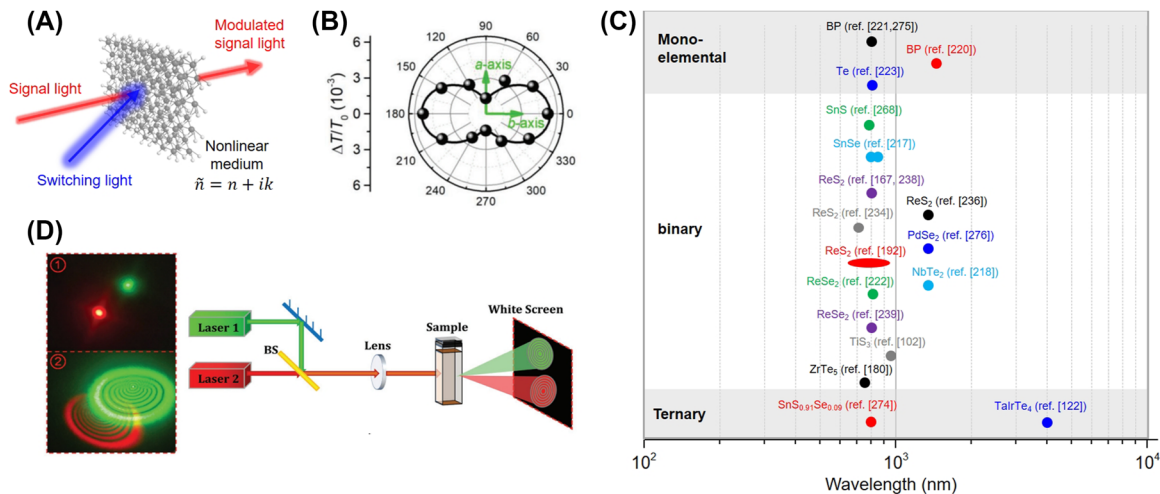 (A)
Modulated
signal light
Signal light
Switching light
Nonlinear
medium
ñ = n + ik
(B)
ΔT/T₀ (10⁻³)
6
3
0
3
6
90
60
30
0
330
300
270
240
210
180
150
120
a-axis
b-axis
(C)
Mono-
elemental
BP (ref. [221,275])
BP (ref. [220])
Te (ref. [223])
binary
SnS (ref. [268])
SnSe (ref. [217])
ReS₂ (ref. [167, 238])
ReS₂ (ref. [236])
ReS₂ (ref. [234])
PdSe₂ (ref. [276])
ReS₂ (ref. [192])
NbTe₂ (ref. [218])
ReSe₂ (ref. [222])
ReSe₂ (ref. [239])
TiS₃ (ref. [102])
ZrTe₅ (ref. [180])
Ternary
SnS₀.₉₁Se₀.₀₉ (ref. [274])
TaIrTe₄ (ref. [122])
10²
10³
10⁴
Wavelength (nm)
(D)
①
②
Laser 1
Laser 2
BS
Lens
Sample
White Screen